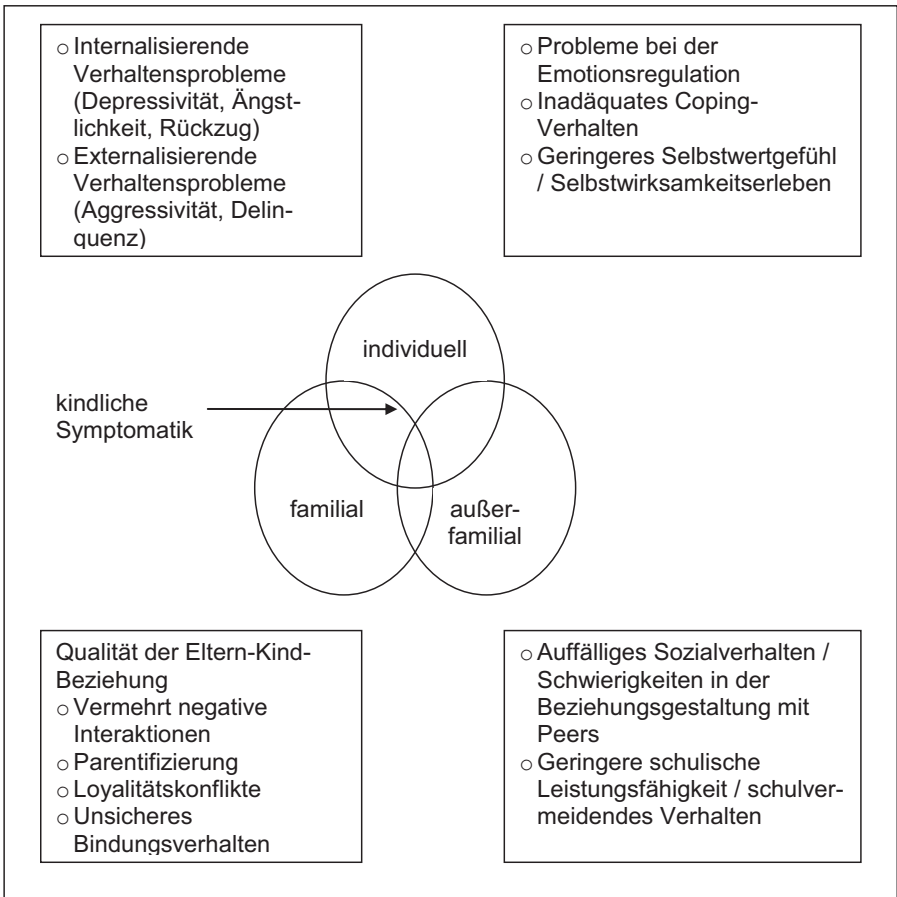 ○ Internalisierende
Verhaltensprobleme
(Depressivität, Ängst-
lichkeit, Rückzug)
○ Externalisierende
Verhaltensprobleme
(Aggressivität, Delin-
quenz)
○ Probleme bei der
Emotionsregulation
○ Inadäquates Coping-
Verhalten
○ Geringeres Selbstwertgefühl
/ Selbstwirksamkeitserleben
individuell
kindliche
Symptomatik
familial
außer-
familial
Qualität der Eltern-Kind-
Beziehung
○ Vermehrt negative
Interaktionen
○ Parentifizierung
○ Loyalitätskonflikte
○ Unsicheres
Bindungsverhalten
○ Auffälliges Sozialverhalten /
Schwierigkeiten in der
Beziehungsgestaltung mit
Peers
○ Geringere schulische
Leistungsfähigkeit / schulver-
meidendes Verhalten